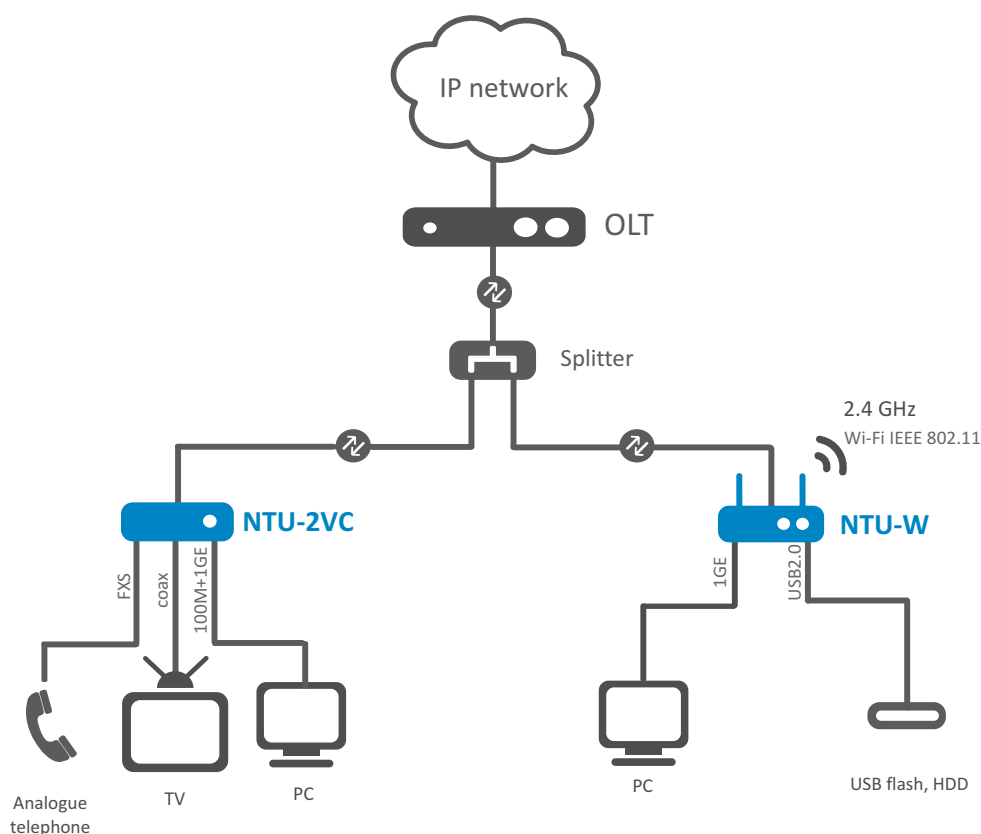 IP network
OLT
Splitter
2.4 GHz
Wi-Fi IEEE 802.11
NTU-2VC
NTU-W
FXS
coax
100M+1GE
1GE
USB2.0
Analogue
telephone
TV
PC
PC
USB flash, HDD